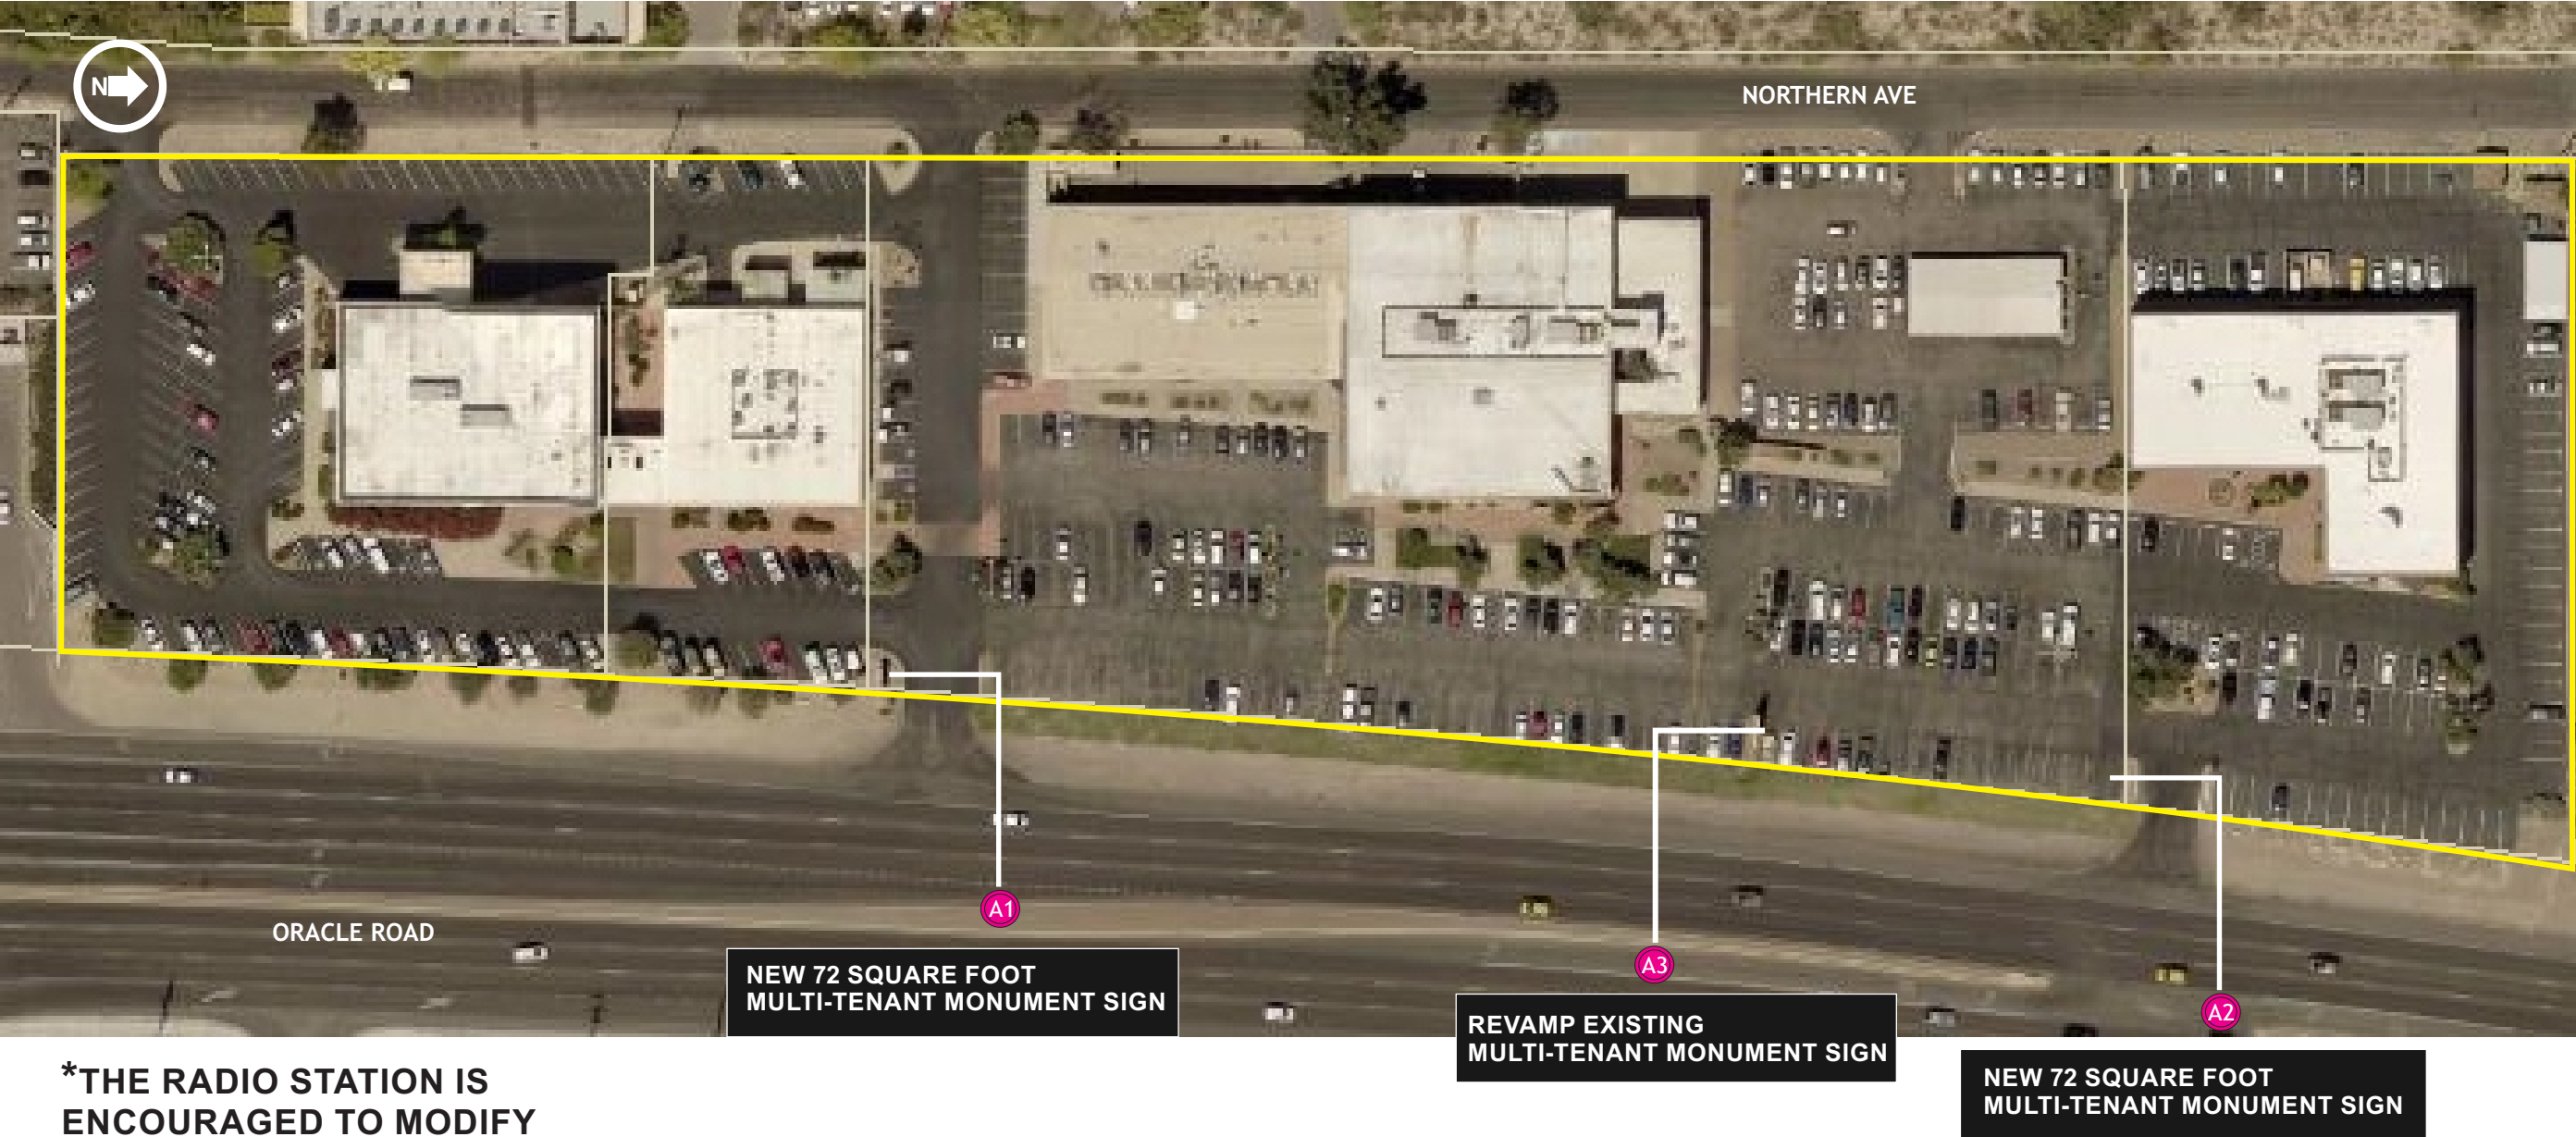 N
NORTHERN AVE
ORACLE ROAD
A1
NEW 72 SQUARE FOOT
MULTI-TENANT MONUMENT SIGN
A3
REVAMP EXISTING
MULTI-TENANT MONUMENT SIGN
A2
NEW 72 SQUARE FOOT
MULTI-TENANT MONUMENT SIGN
*THE RADIO STATION IS
ENCOURAGED TO MODIFY